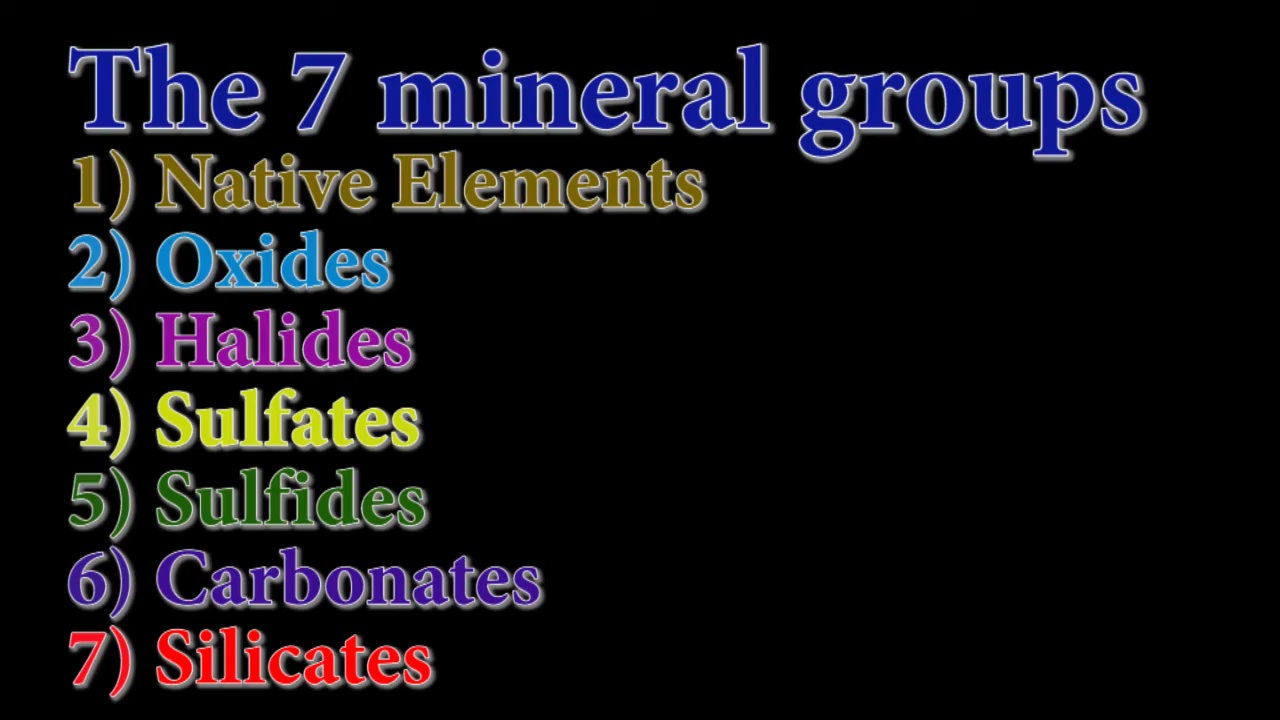 The 7 mineral groups
1) Native Elements
2) Oxides
3) Halides
4) Sulfates
5) Sulfides
6) Carbonates
7) Silicates